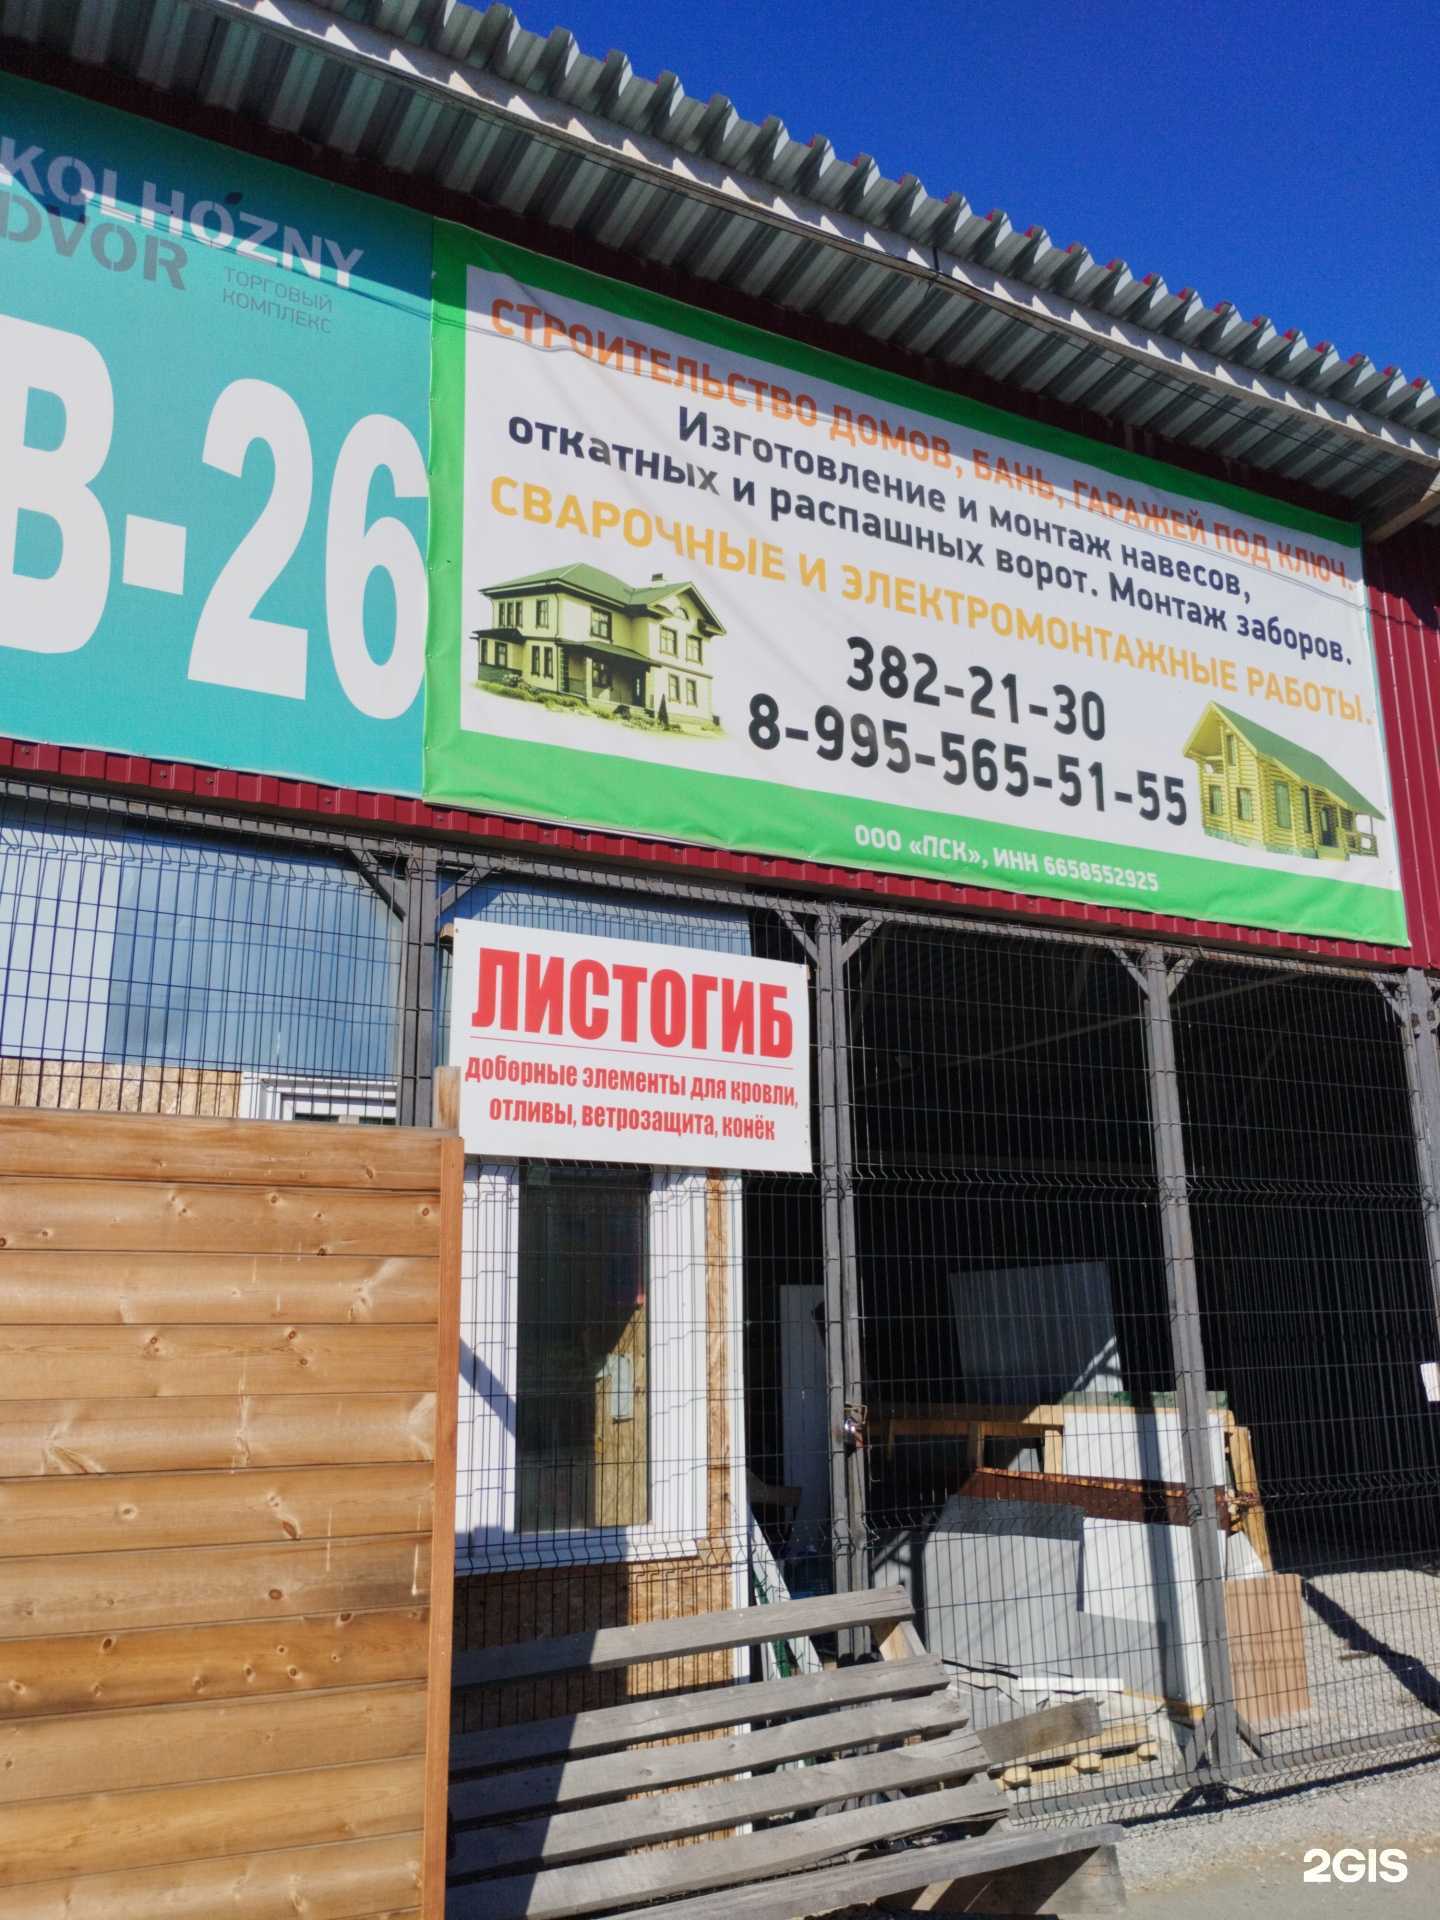 KOLHOZNY
DVOR
ТОРГОВЫЙ
КОМПЛЕКС
В-26
СТРОИТЕЛЬСТВО ДОМОВ, БАНЬ, ГАРАЖЕЙ ПОД КЛЮЧ.
Изготовление и монтаж навесов,
откатных и распашных ворот. Монтаж заборов.
СВАРОЧНЫЕ И ЭЛЕКТРОМОНТАЖНЫЕ РАБОТЫ.
382-21-30
8-995-565-51-55
ООО «ПСК», ИНН 6658552925
ЛИСТОГИБ
доборные элементы для кровли,
отливы, ветрозащита, конёк
2GIS